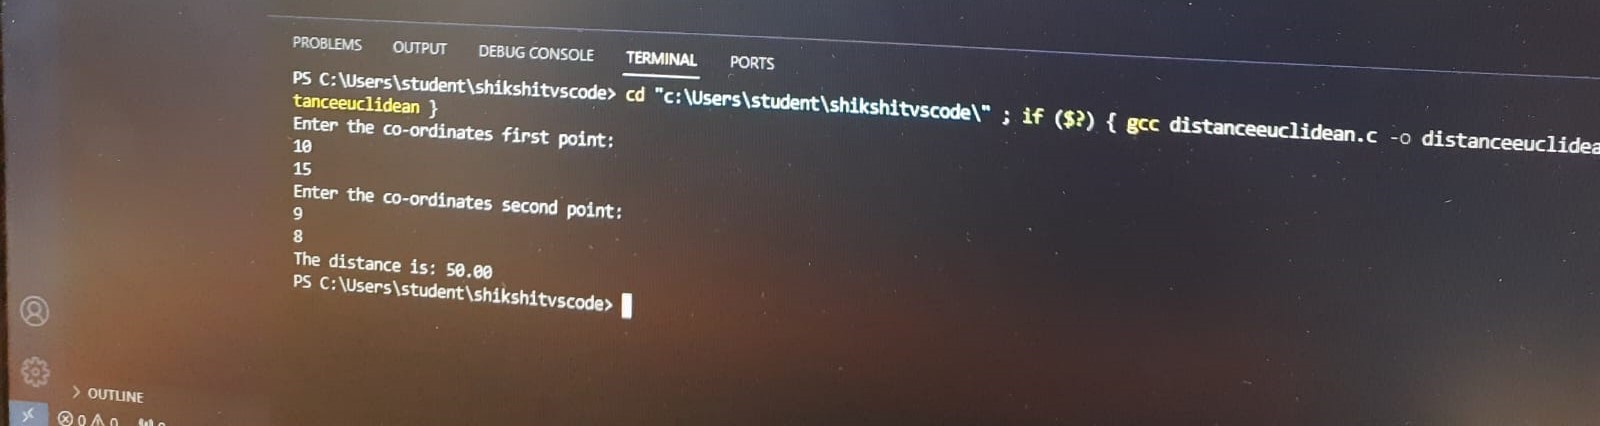 PROBLEMS OUTPUT DEBUG CONSOLE TERMINAL PORTS
PS C:\Users\student\shikshitvscode> cd "c:\Users\student\shikshitvscode\" ; if ($?) { gcc distanceeuclidean.c -o distanceeuclidea
tanceeuclidean }
Enter the co-ordinates first point:
10
15
Enter the co-ordinates second point:
9
8
The distance is: 50.00
PS C:\Users\student\shikshitvscode>
> OUTLINE
0 0